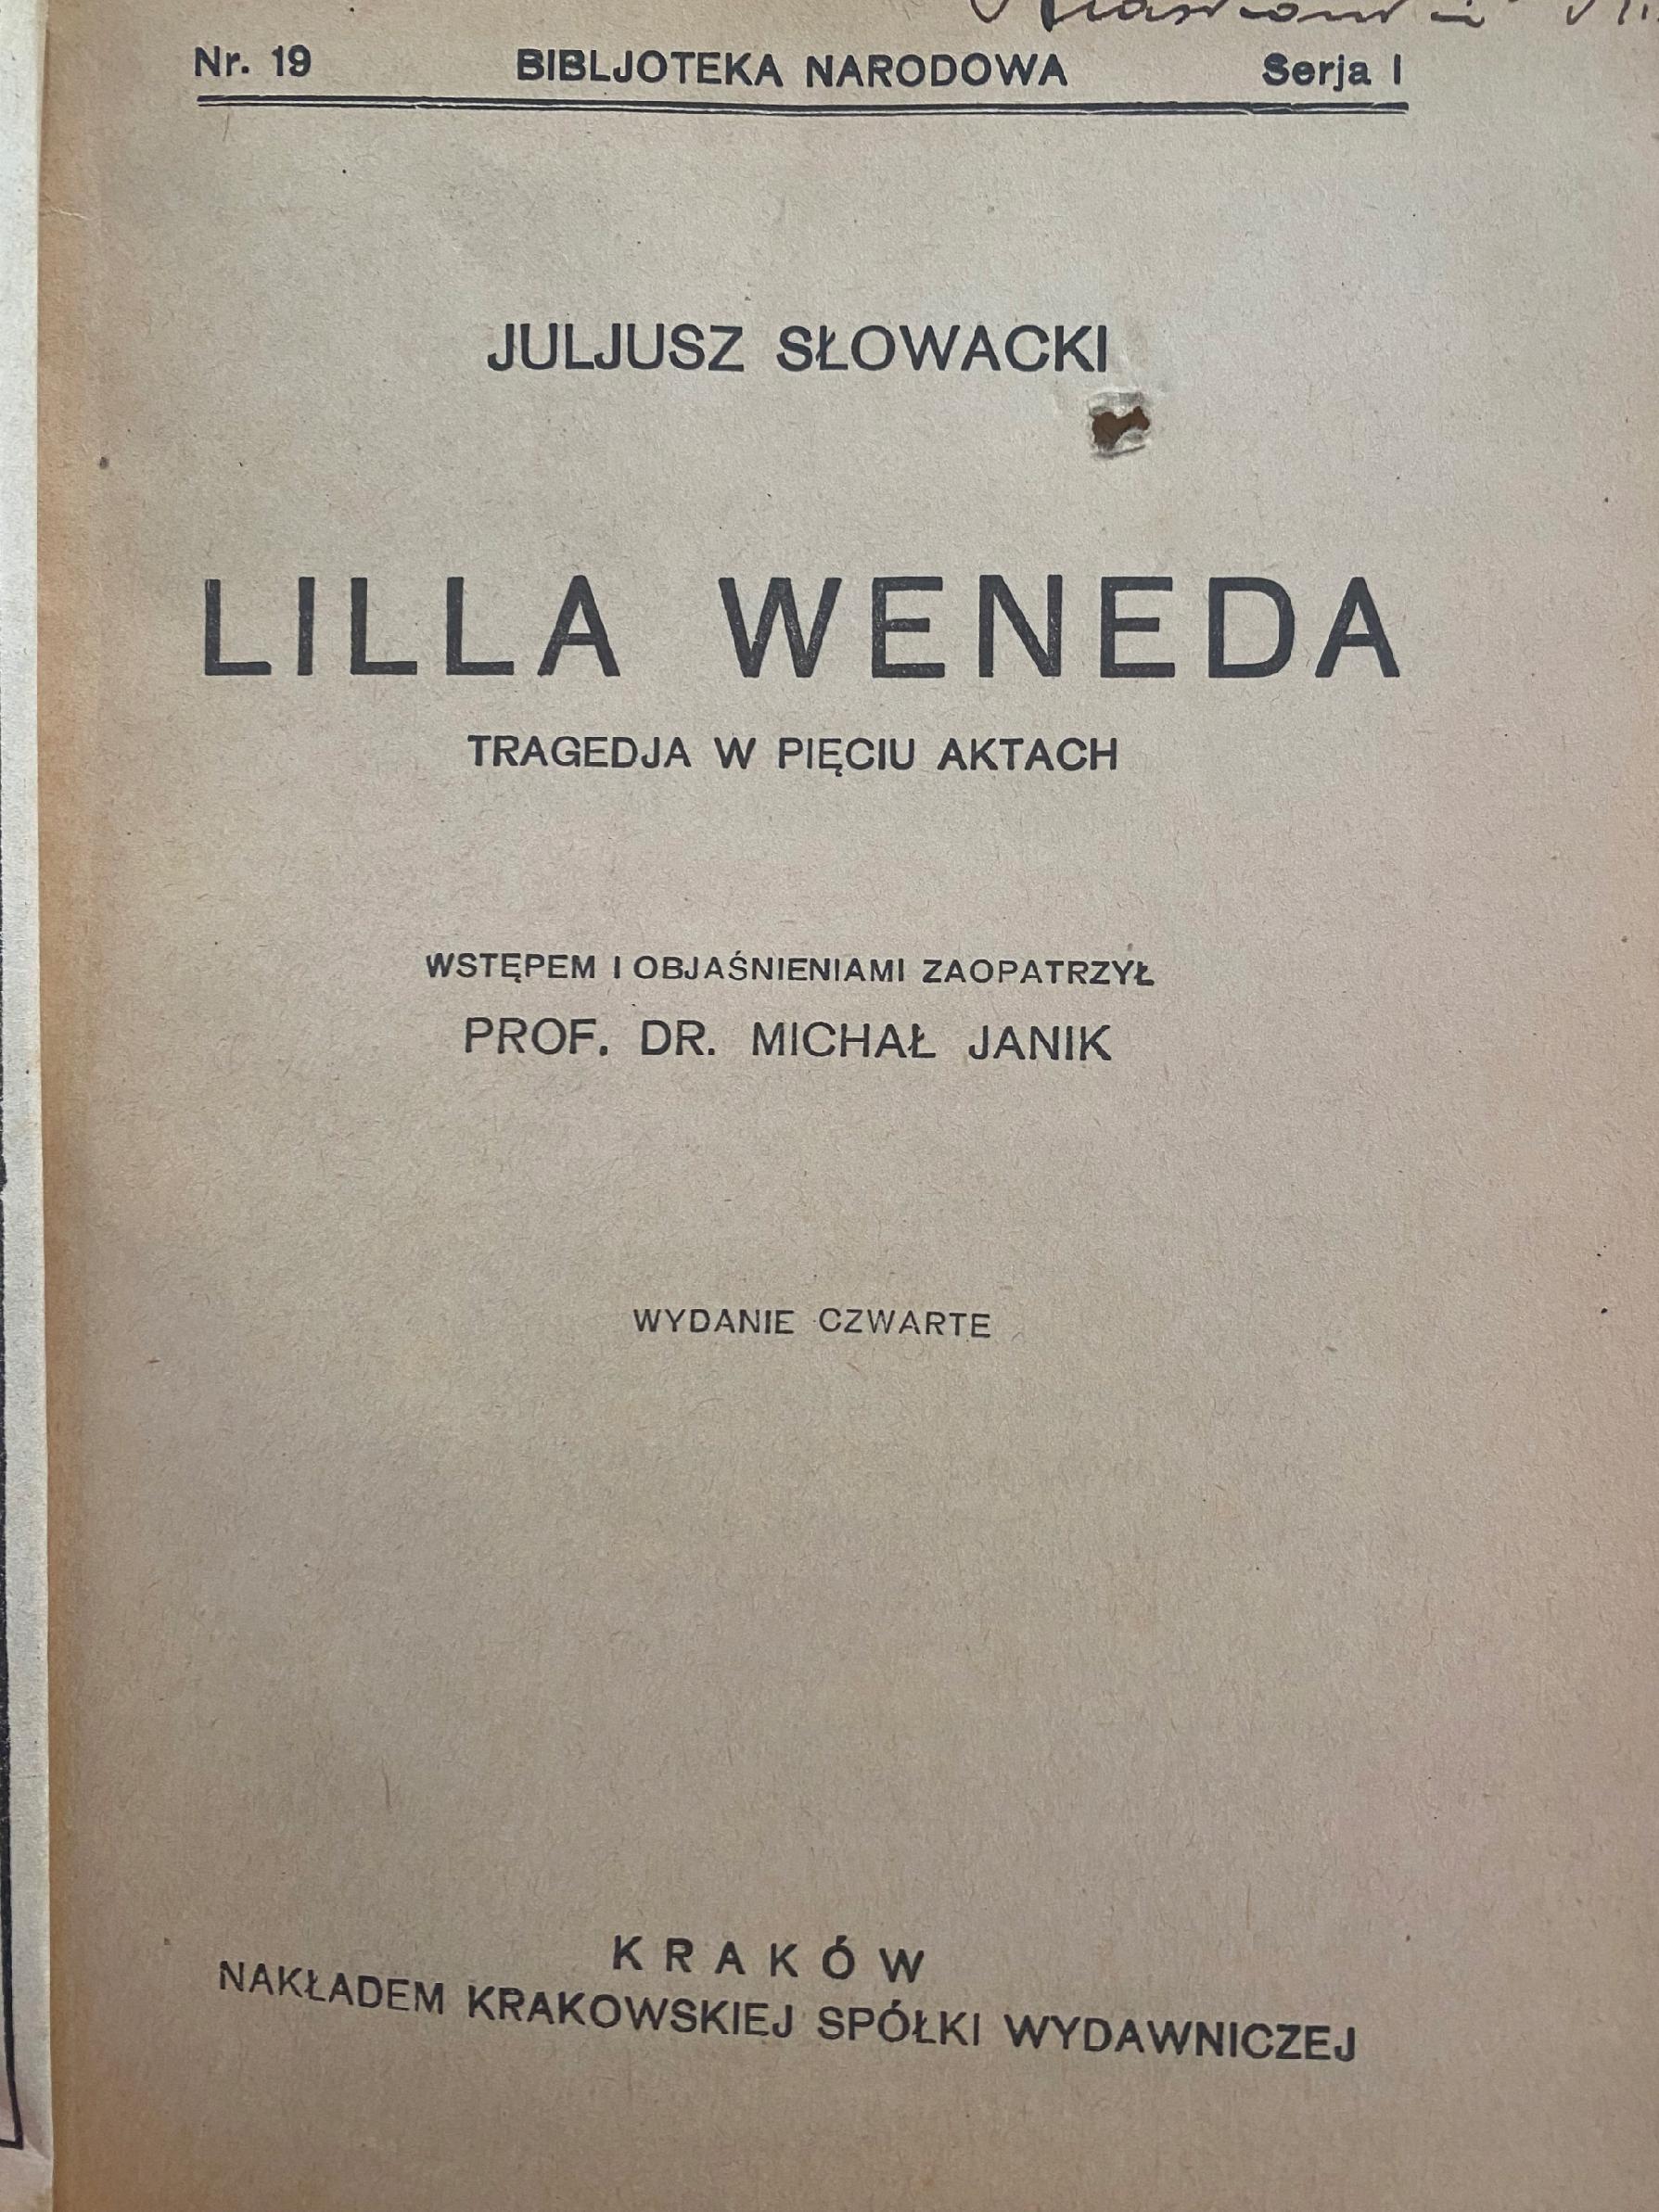 Nr. 19 BIBLJOTEKA NARODOWA Serja I
JULJUSZ SŁOWACKI
LILLA WENEDA
TRAGEDJA W PIĘCIU AKTACH
WSTĘPEM I OBJAŚNIENIAMI ZAOPATRZYŁ
PROF. DR. MICHAŁ JANIK
WYDANIE CZWARTE
KRAKÓW
NAKŁADEM KRAKOWSKIEJ SPÓŁKI WYDAWNICZEJ